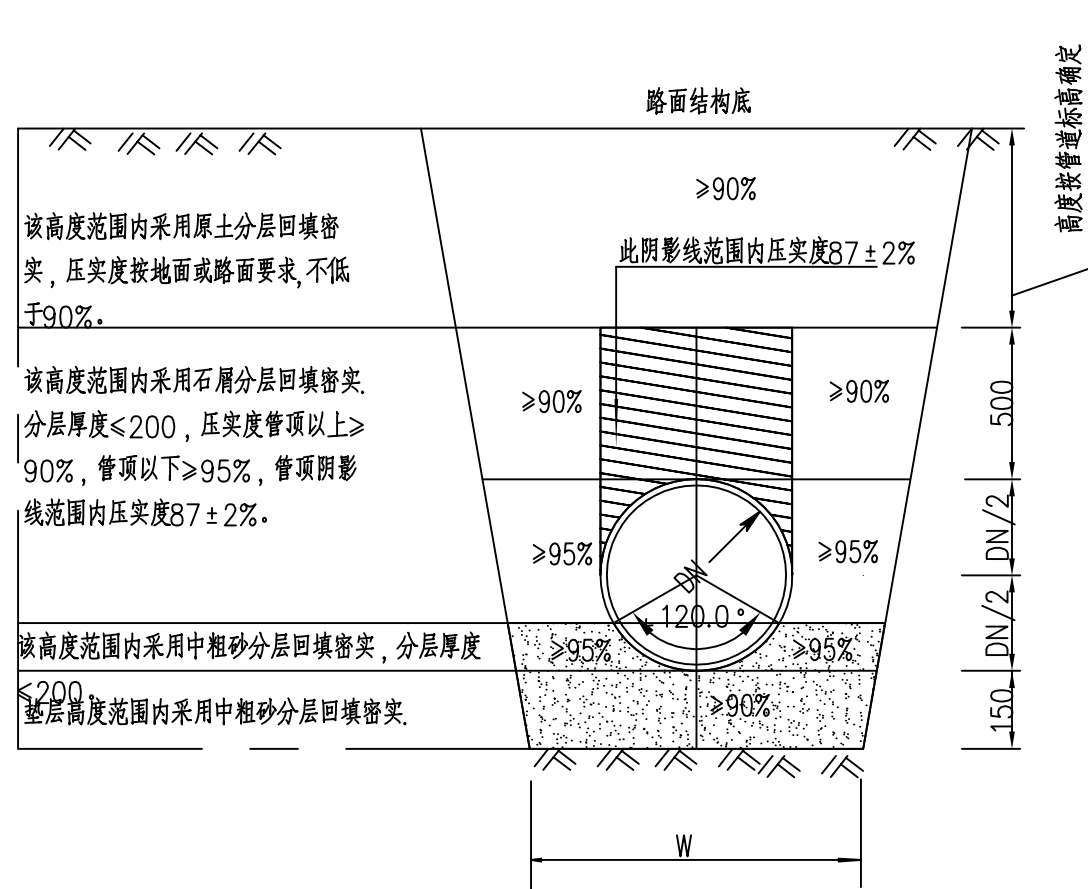 路面结构底
高度按管道标高确定
≥90%
此阴影线范围内压实度87±2%
该高度范围内采用原土分层回填密
实，压实度按地面或路面要求,不低
于90%。
该高度范围内采用石屑分层回填密实.
分层厚度≤200，压实度管顶以上≥
90%，管顶以下≥95%，管顶阴影
线范围内压实度87±2%。
≥90%
≥90%
500
≥95%
≥95%
DN/2
DN
120.0°
DN/2
该高度范围内采用中粗砂分层回填密实，分层厚度
≤200。
≥95%
≥95%
垫层高度范围内采用中粗砂分层回填密实.
≥90%
150
W